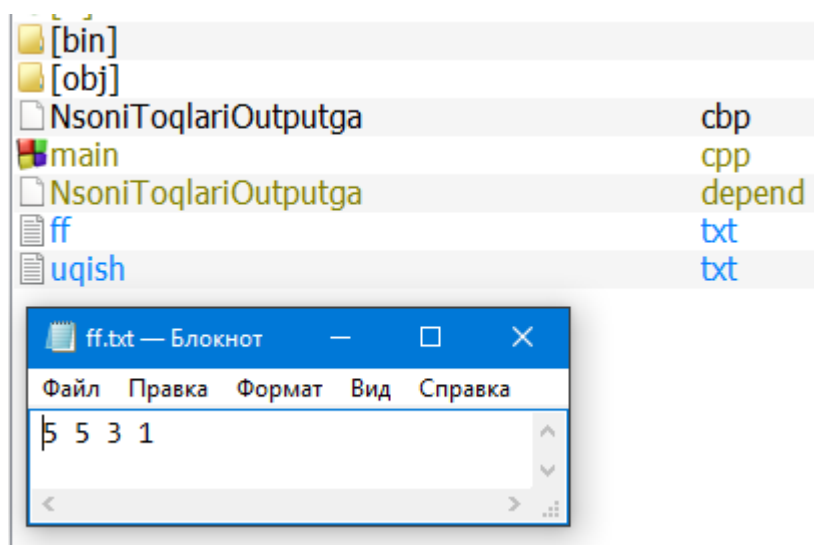 [bin]
[obj]
NsoniToqlariOutputga cbp
main cpp
NsoniToqlariOutputga depend
ff txt
uqish txt
ff.txt — Блокнот
Файл Правка Формат Вид Справка
5 5 3 1